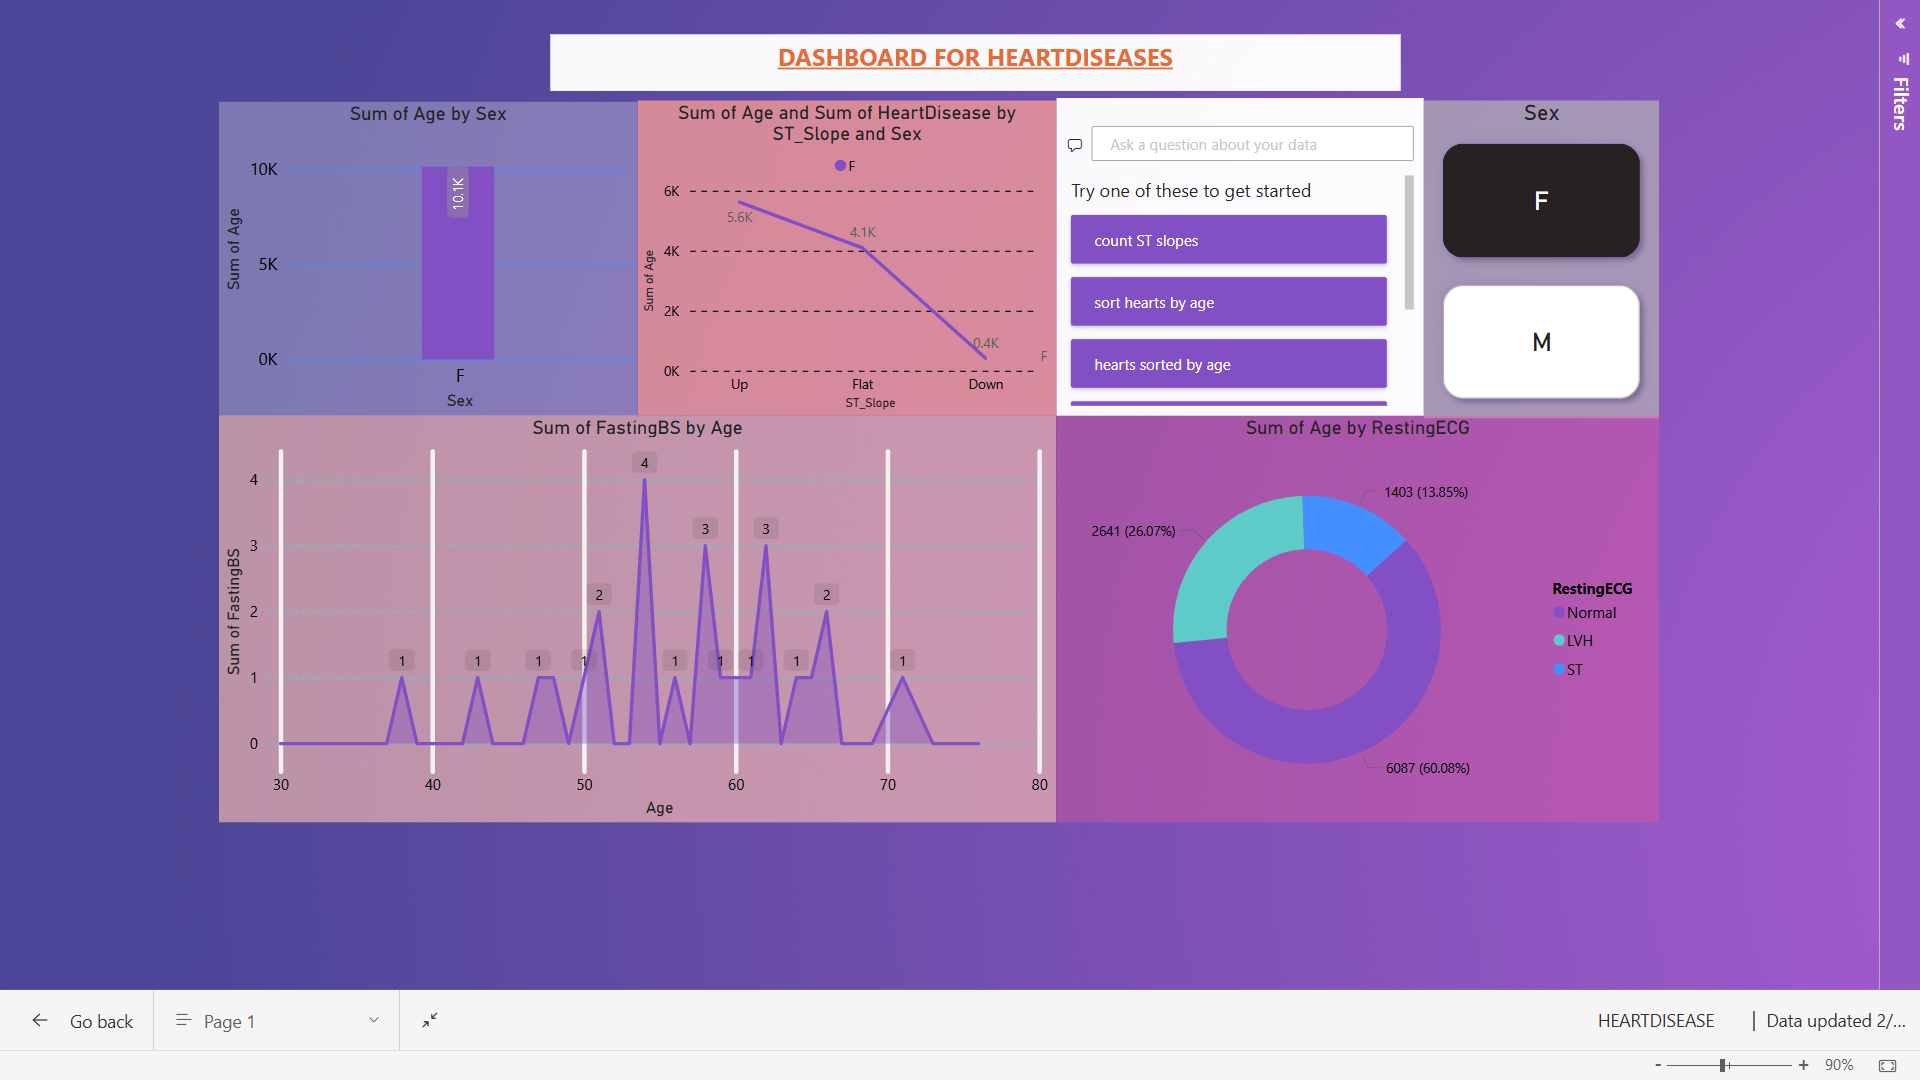 DASHBOARD FOR HEARTDISEASES
Filters
Sum of Age by Sex
Sum of Age
10K
5K
0K
10.1K
F
Sex
Sum of Age and Sum of HeartDisease by
ST_Slope and Sex
F
Sum of Age
6K
4K
2K
0K
5.6K
4.1K
0.4K
F
Up
Flat
Down
ST_Slope
Ask a question about your data
Try one of these to get started
count ST slopes
sort hearts by age
hearts sorted by age
Sex
F
M
Sum of FastingBS by Age
Sum of FastingBS
4
3
2
1
0
1
1
1
1
2
4
1
3
1
1
3
1
2
1
30
40
50
60
70
80
Age
Sum of Age by RestingECG
1403 (13.85%)
2641 (26.07%)
6087 (60.08%)
RestingECG
Normal
LVH
ST
Go back
Page 1
HEARTDISEASE
| Data updated 2/...
- + 90%